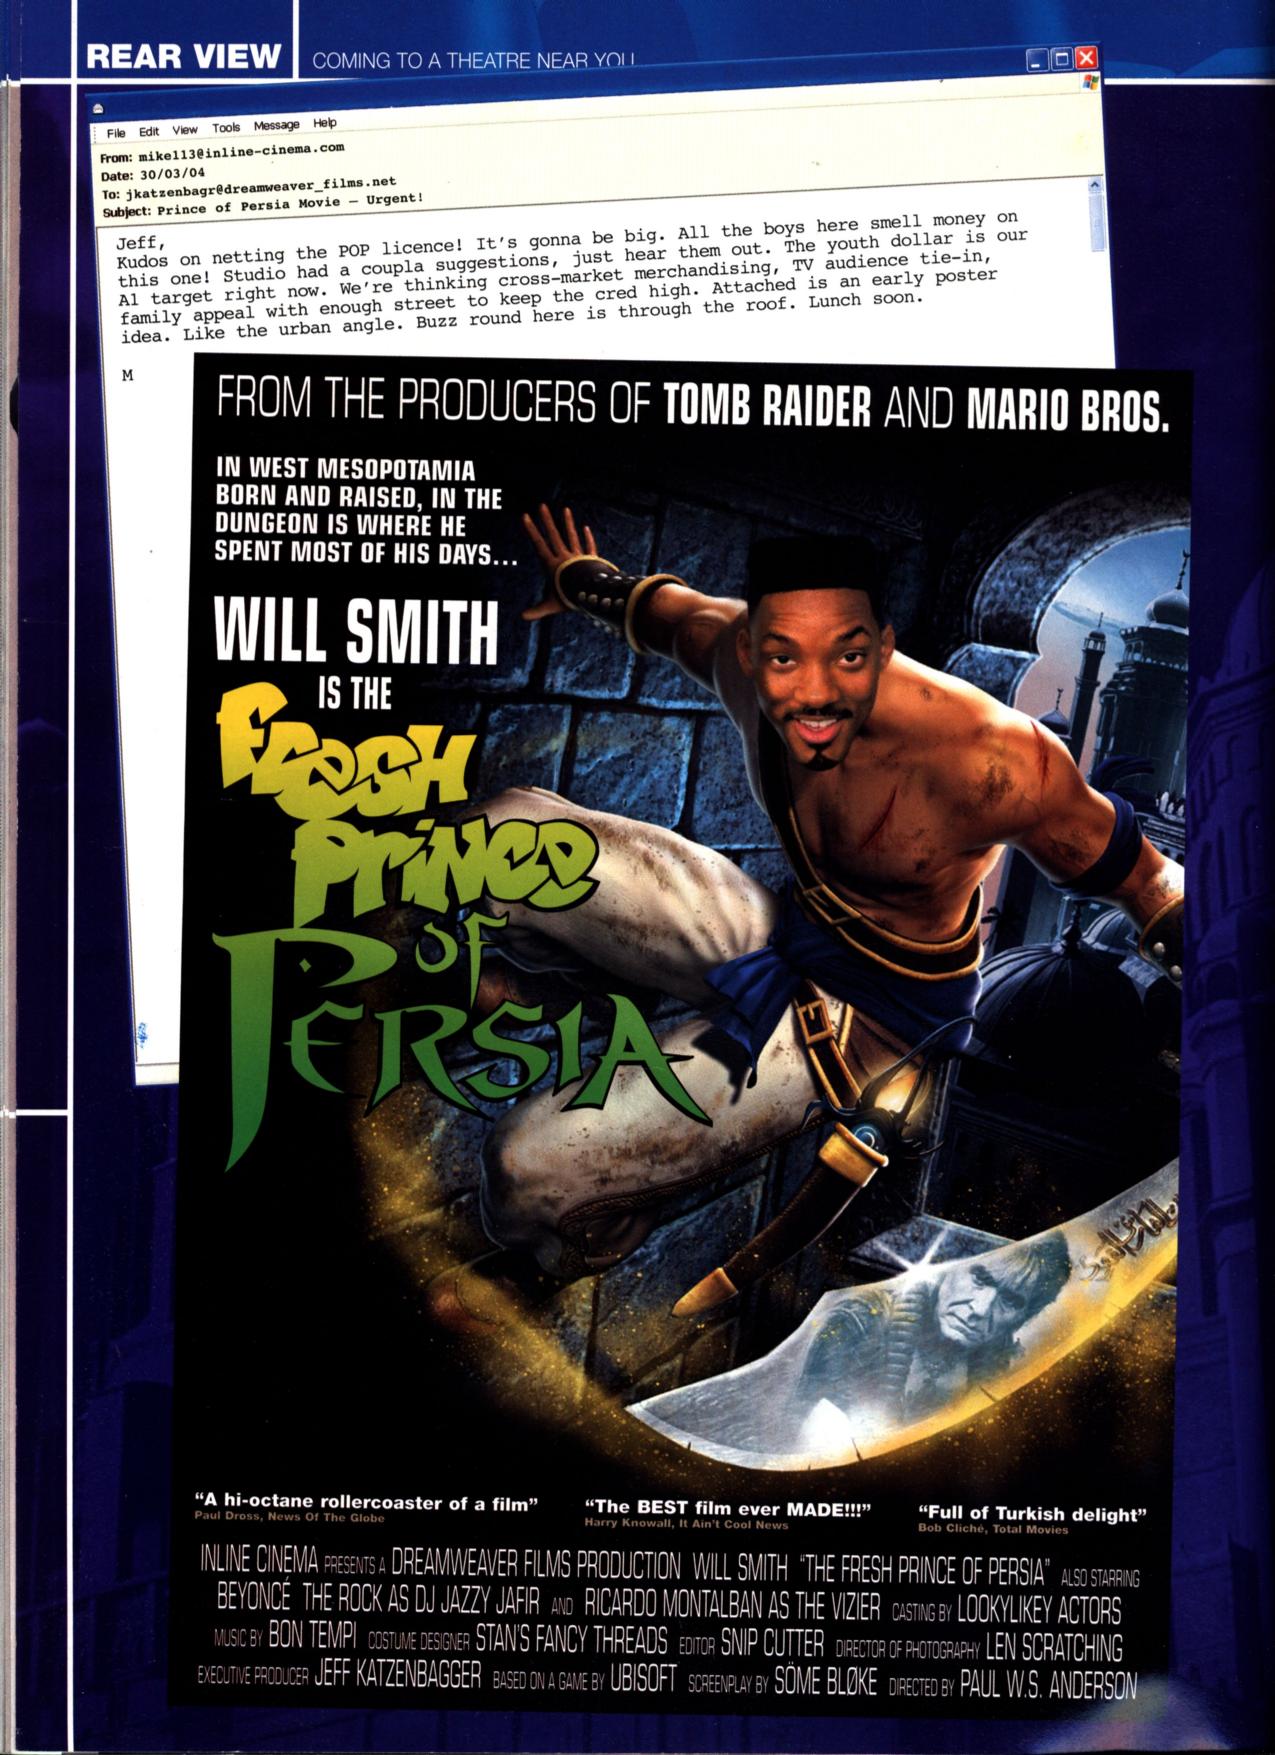 REAR VIEW
COMING TO A THEATRE NEAR YOU
File Edit View Tools Message Help
From: mike113@inline-cinema.com
Date: 30/03/04
To: jkatzenbagr@dreamweaver_films.net
Subject: Prince of Persia Movie – Urgent!
Jeff,
Kudos on netting the POP licence! It's gonna be big. All the boys here smell money on
this one! Studio had a coupla suggestions, just hear them out. The youth dollar is our
A1 target right now. We're thinking cross-market merchandising, TV audience tie-in,
family appeal with enough street to keep the cred high. Attached is an early poster
idea. Like the urban angle. Buzz round here is through the roof. Lunch soon.
M
FROM THE PRODUCERS OF TOMB RAIDER AND MARIO BROS.
IN WEST MESOPOTAMIA
BORN AND RAISED, IN THE
DUNGEON IS WHERE HE
SPENT MOST OF HIS DAYS...
WILL SMITH
IS THE
FRESH
PRINCE
OF
PERSIA
"A hi-octane rollercoaster of a film"
Paul Dross, News Of The Globe
"The BEST film ever MADE!!!"
Harry Knowall, It Ain't Cool News
"Full of Turkish delight"
Bob Cliché, Total Movies
INLINE CINEMA PRESENTS A DREAMWEAVER FILMS PRODUCTION WILL SMITH "THE FRESH PRINCE OF PERSIA" ALSO STARRING
BEYONCÉ THE ROCK AS DJ JAZZY JAFIR AND RICARDO MONTALBAN AS THE VIZIER CASTING BY LOOKYLIKEY ACTORS
MUSIC BY BON TEMPI COSTUME DESIGNER STAN'S FANCY THREADS EDITOR SNIP CUTTER DIRECTOR OF PHOTOGRAPHY LEN SCRATCHING
EXECUTIVE PRODUCER JEFF KATZENBAGGER BASED ON A GAME BY UBISOFT SCREENPLAY BY SÖME BLØKE DIRECTED BY PAUL W.S. ANDERSON